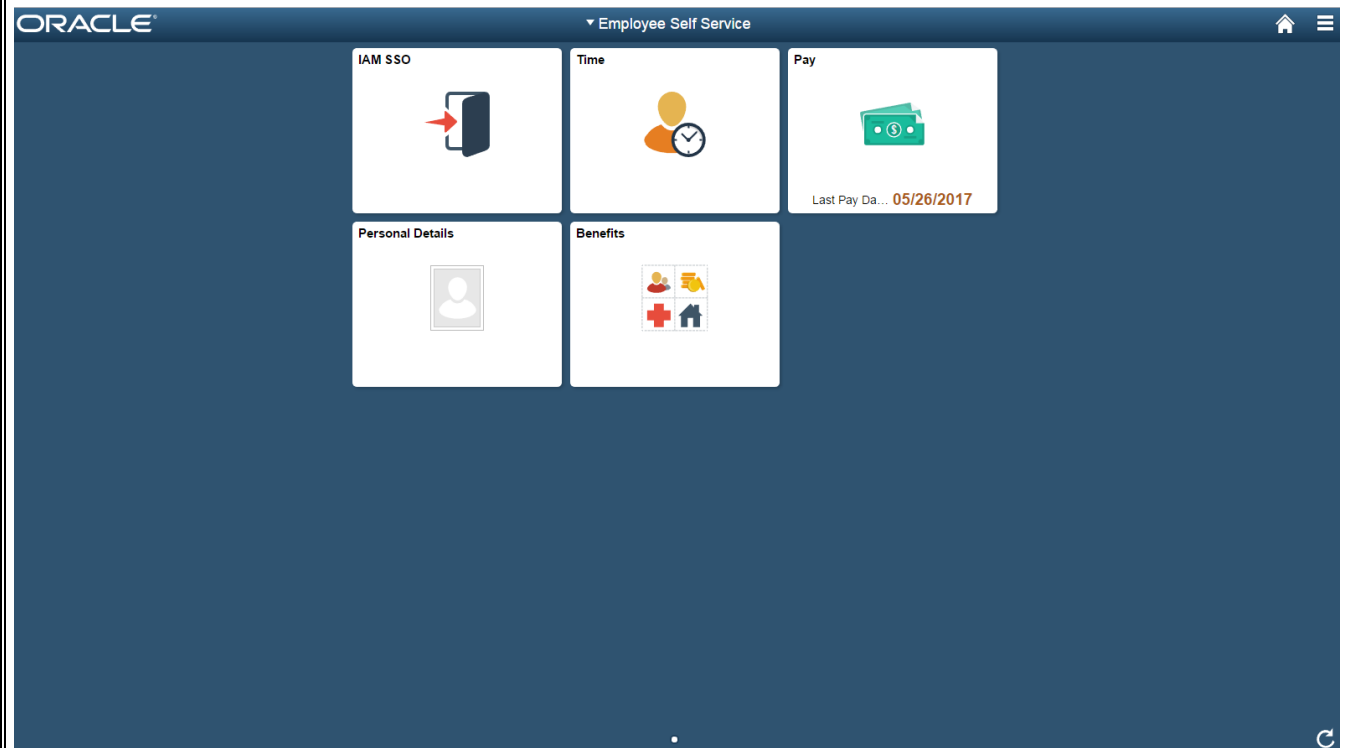 ORACLE®
Employee Self Service
IAM SSO
Time
Pay
Last Pay Da... 05/26/2017
Personal Details
Benefits